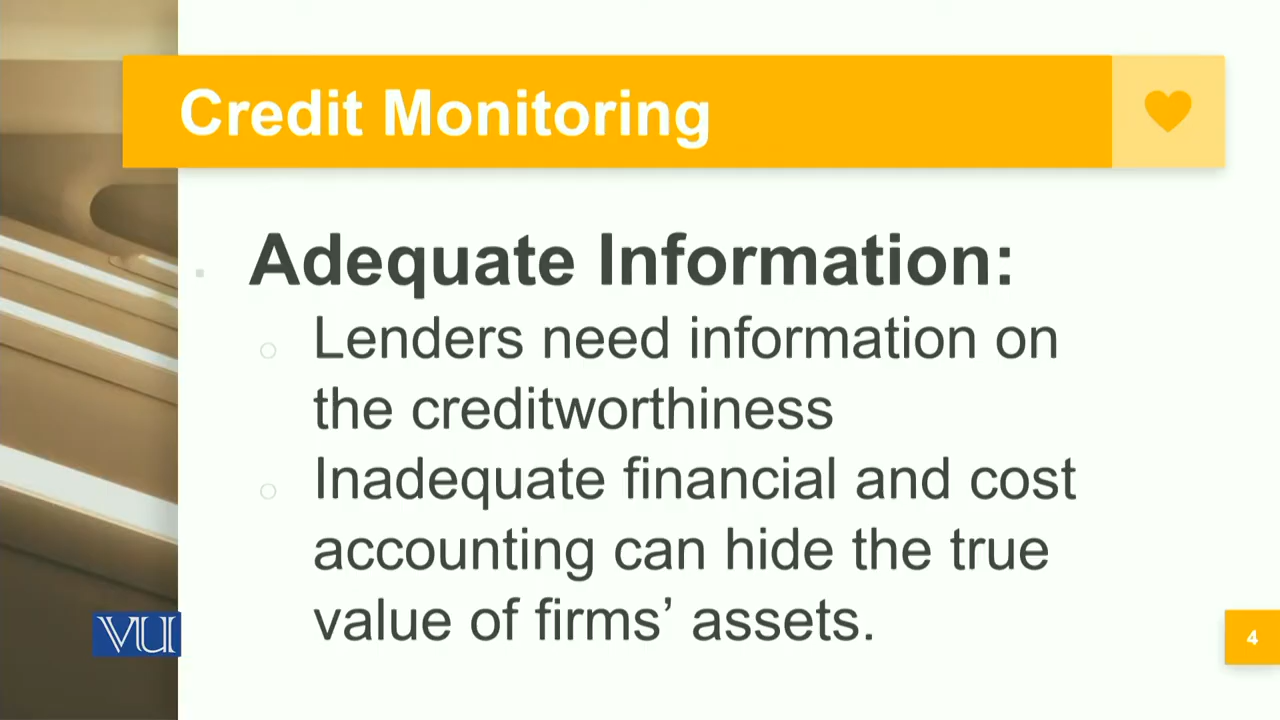 Credit Monitoring
Adequate Information:
Lenders need information on
the creditworthiness
Inadequate financial and cost
accounting can hide the true
value of firms’ assets.
VU
4